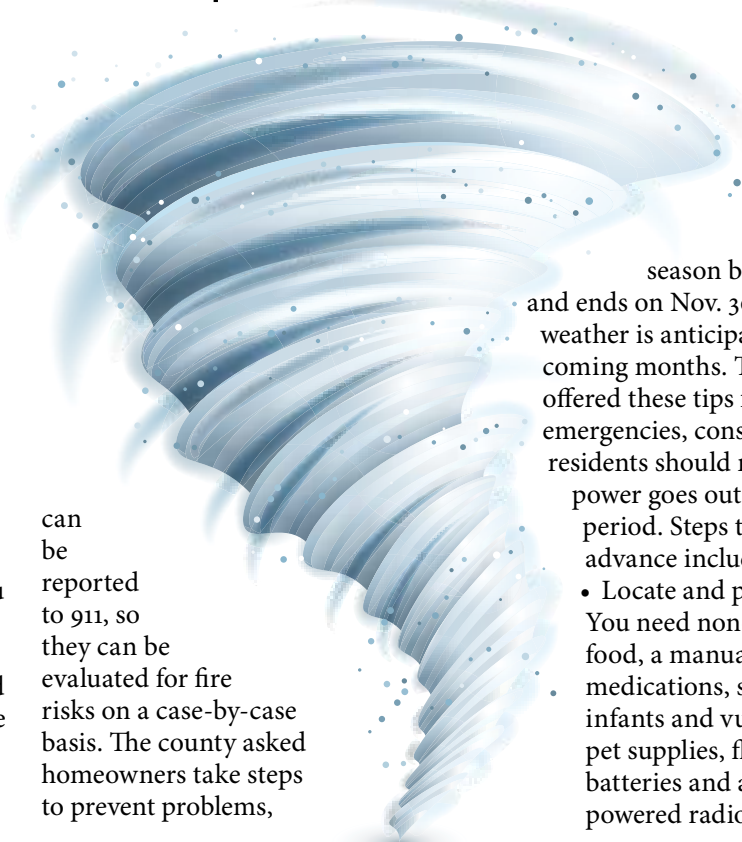 can
be
reported
to 911, so
they can be
evaluated for fire
risks on a case-by-case
basis. The county asked
homeowners take steps
to prevent problems,
season b
and ends on Nov. 30
weather is anticipa
coming months. T
offered these tips
emergencies, cons
residents should
power goes out
period. Steps t
advance inclu
• Locate and p
You need non
food, a manua
medications, s
infants and vu
pet supplies, fl
batteries and a
powered radio